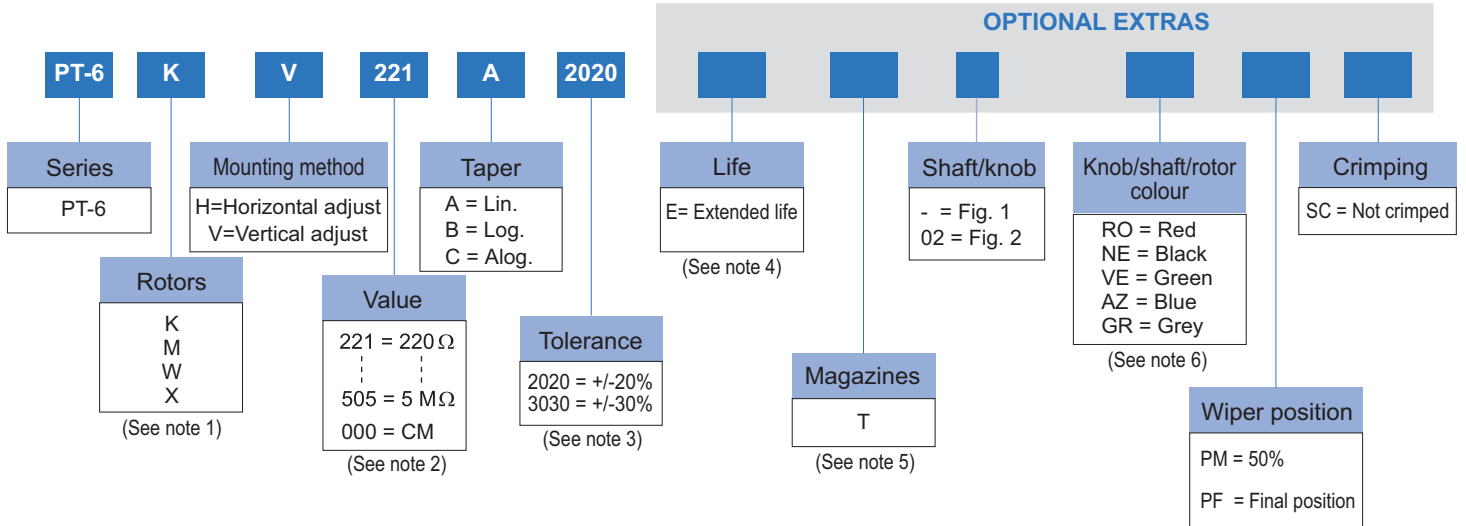 OPTIONAL EXTRAS
PT-6 K V 221 A 2020
Series
PT-6
Rotors
K
M
W
X
(See note 1)
Mounting method
H=Horizontal adjust
V=Vertical adjust
Value
221 = 220 Ω
505 = 5 MΩ
000 = CM
(See note 2)
Taper
A = Lin.
B = Log.
C = Alog.
Tolerance
2020 = +/-20%
3030 = +/-30%
(See note 3)
Life
E= Extended life
(See note 4)
Magazines
T
(See note 5)
Shaft/knob
- = Fig. 1
02 = Fig. 2
Knob/shaft/rotor
colour
RO = Red
NE = Black
VE = Green
AZ = Blue
GR = Grey
(See note 6)
Wiper position
PM = 50%
PF = Final position
Crimping
SC = Not crimped